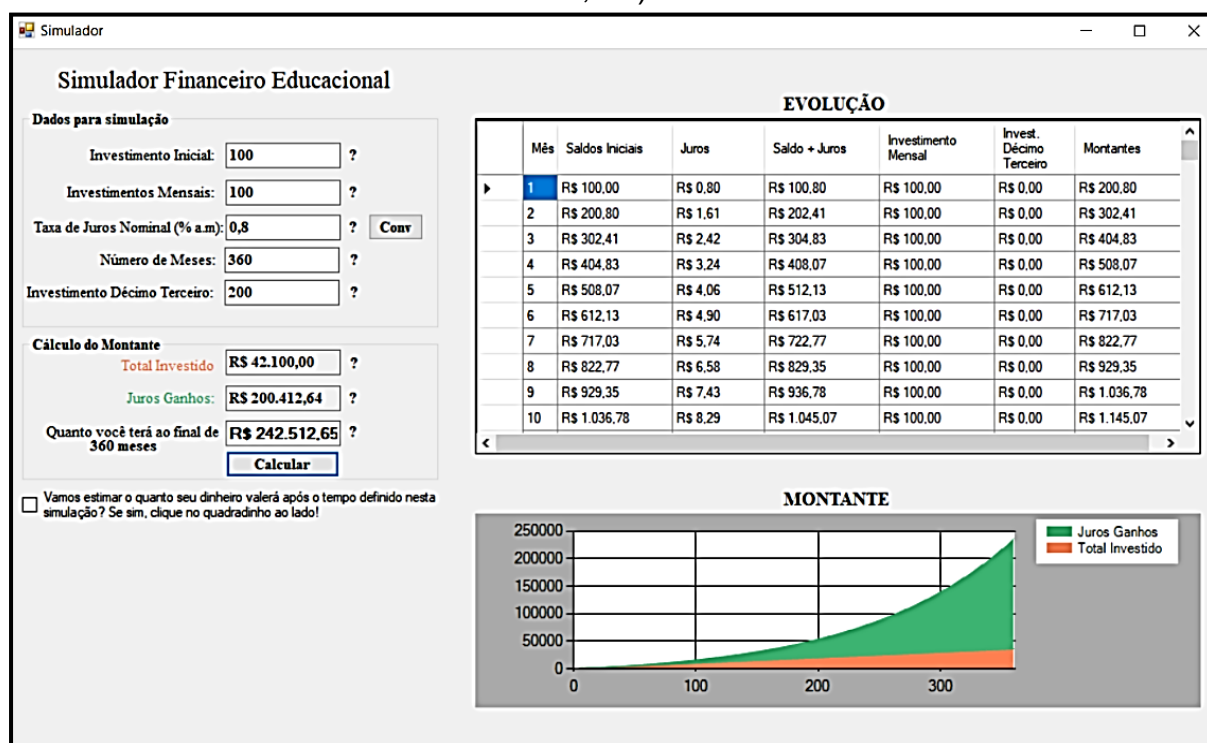 Simulador
Simulador Financeiro Educacional
Dados para simulação
Investimento Inicial: 100 ?
Investimentos Mensais: 100 ?
Taxa de Juros Nominal (% a.m): 0,8 ? Conv
Número de Meses: 360 ?
Investimento Décimo Terceiro: 200 ?
Cálculo do Montante
Total Investido R$ 42.100,00 ?
Juros Ganhos: R$ 200.412,64 ?
Quanto você terá ao final de
360 meses
R$ 242.512,65 ?
Calcular
Vamos estimar o quanto seu dinheiro valerá após o tempo definido nesta
simulação? Se sim, clique no quadradinho ao lado!
EVOLUÇÃO
Mês Saldos Iniciais Juros Saldo + Juros Investimento Mensal Invest. Décimo Terceiro Montantes
1 R$ 100,00 R$ 0,80 R$ 100,80 R$ 100,00 R$ 0,00 R$ 200,80
2 R$ 200,80 R$ 1,61 R$ 202,41 R$ 100,00 R$ 0,00 R$ 302,41
3 R$ 302,41 R$ 2,42 R$ 304,83 R$ 100,00 R$ 0,00 R$ 404,83
4 R$ 404,83 R$ 3,24 R$ 408,07 R$ 100,00 R$ 0,00 R$ 508,07
5 R$ 508,07 R$ 4,06 R$ 512,13 R$ 100,00 R$ 0,00 R$ 612,13
6 R$ 612,13 R$ 4,90 R$ 617,03 R$ 100,00 R$ 0,00 R$ 717,03
7 R$ 717,03 R$ 5,74 R$ 722,77 R$ 100,00 R$ 0,00 R$ 822,77
8 R$ 822,77 R$ 6,58 R$ 829,35 R$ 100,00 R$ 0,00 R$ 929,35
9 R$ 929,35 R$ 7,43 R$ 936,78 R$ 100,00 R$ 0,00 R$ 1.036,78
10 R$ 1.036,78 R$ 8,29 R$ 1.045,07 R$ 100,00 R$ 0,00 R$ 1.145,07
MONTANTE
250000
200000
150000
100000
50000
0
0 100 200 300
Juros Ganhos
Total Investido